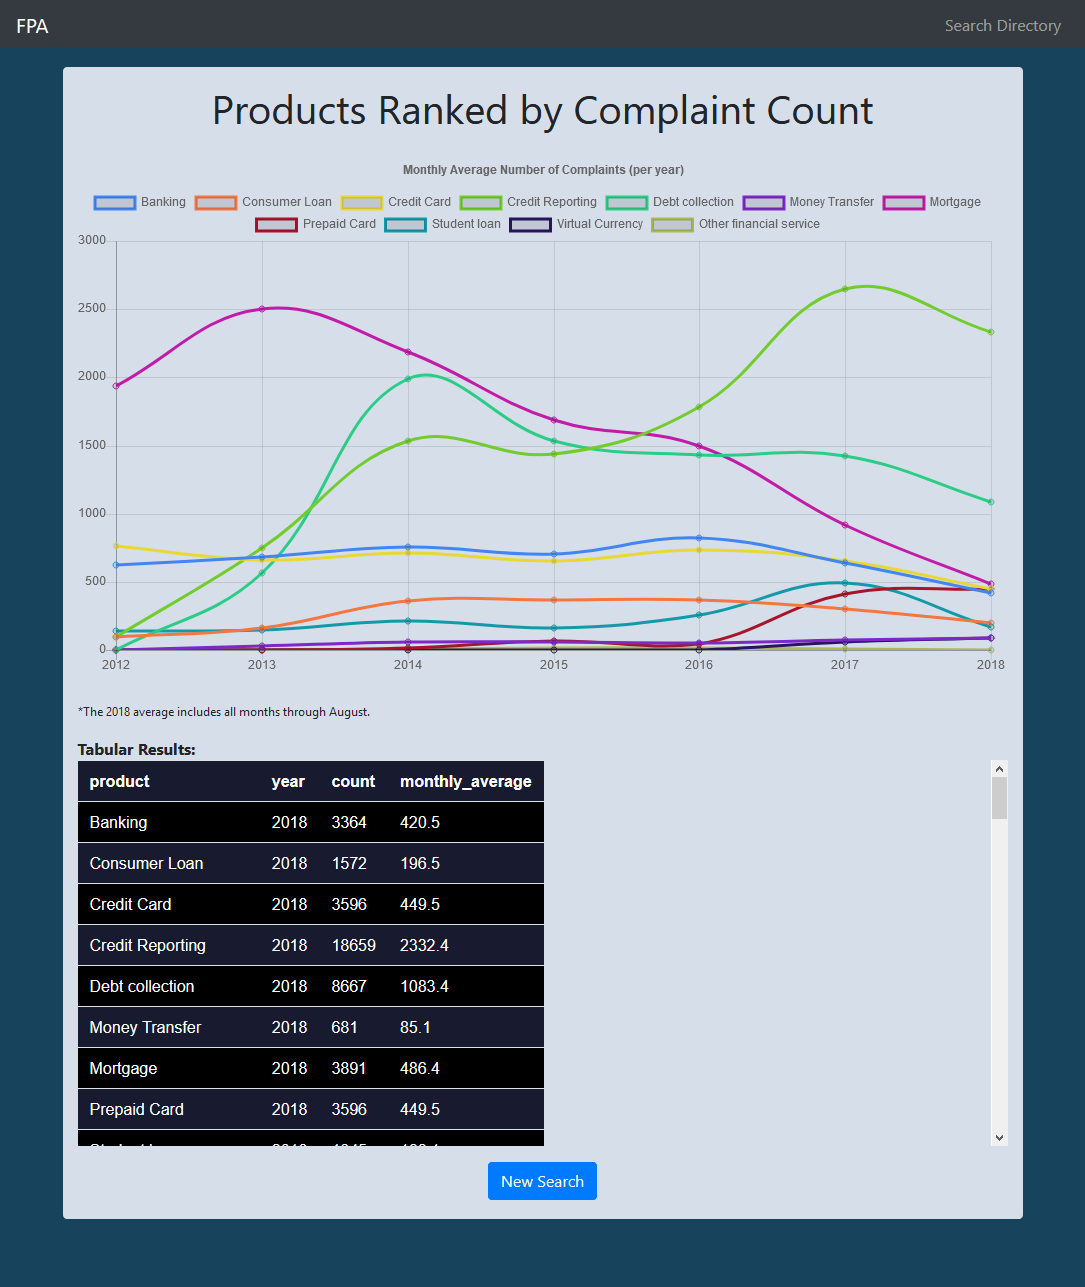 FPA Search Directory
Products Ranked by Complaint Count
Monthly Average Number of Complaints (per year)
Banking Consumer Loan Credit Card Credit Reporting Debt collection Money Transfer Mortgage
Prepaid Card Student loan Virtual Currency Other financial service
3000
2500
2000
1500
1000
500
0
2012 2013 2014 2015 2016 2017 2018
*The 2018 average includes all months through August.
Tabular Results:
product year count monthly_average
Banking 2018 3364 420.5
Consumer Loan 2018 1572 196.5
Credit Card 2018 3596 449.5
Credit Reporting 2018 18659 2332.4
Debt collection 2018 8667 1083.4
Money Transfer 2018 681 85.1
Mortgage 2018 3891 486.4
Prepaid Card 2018 3596 449.5
New Search